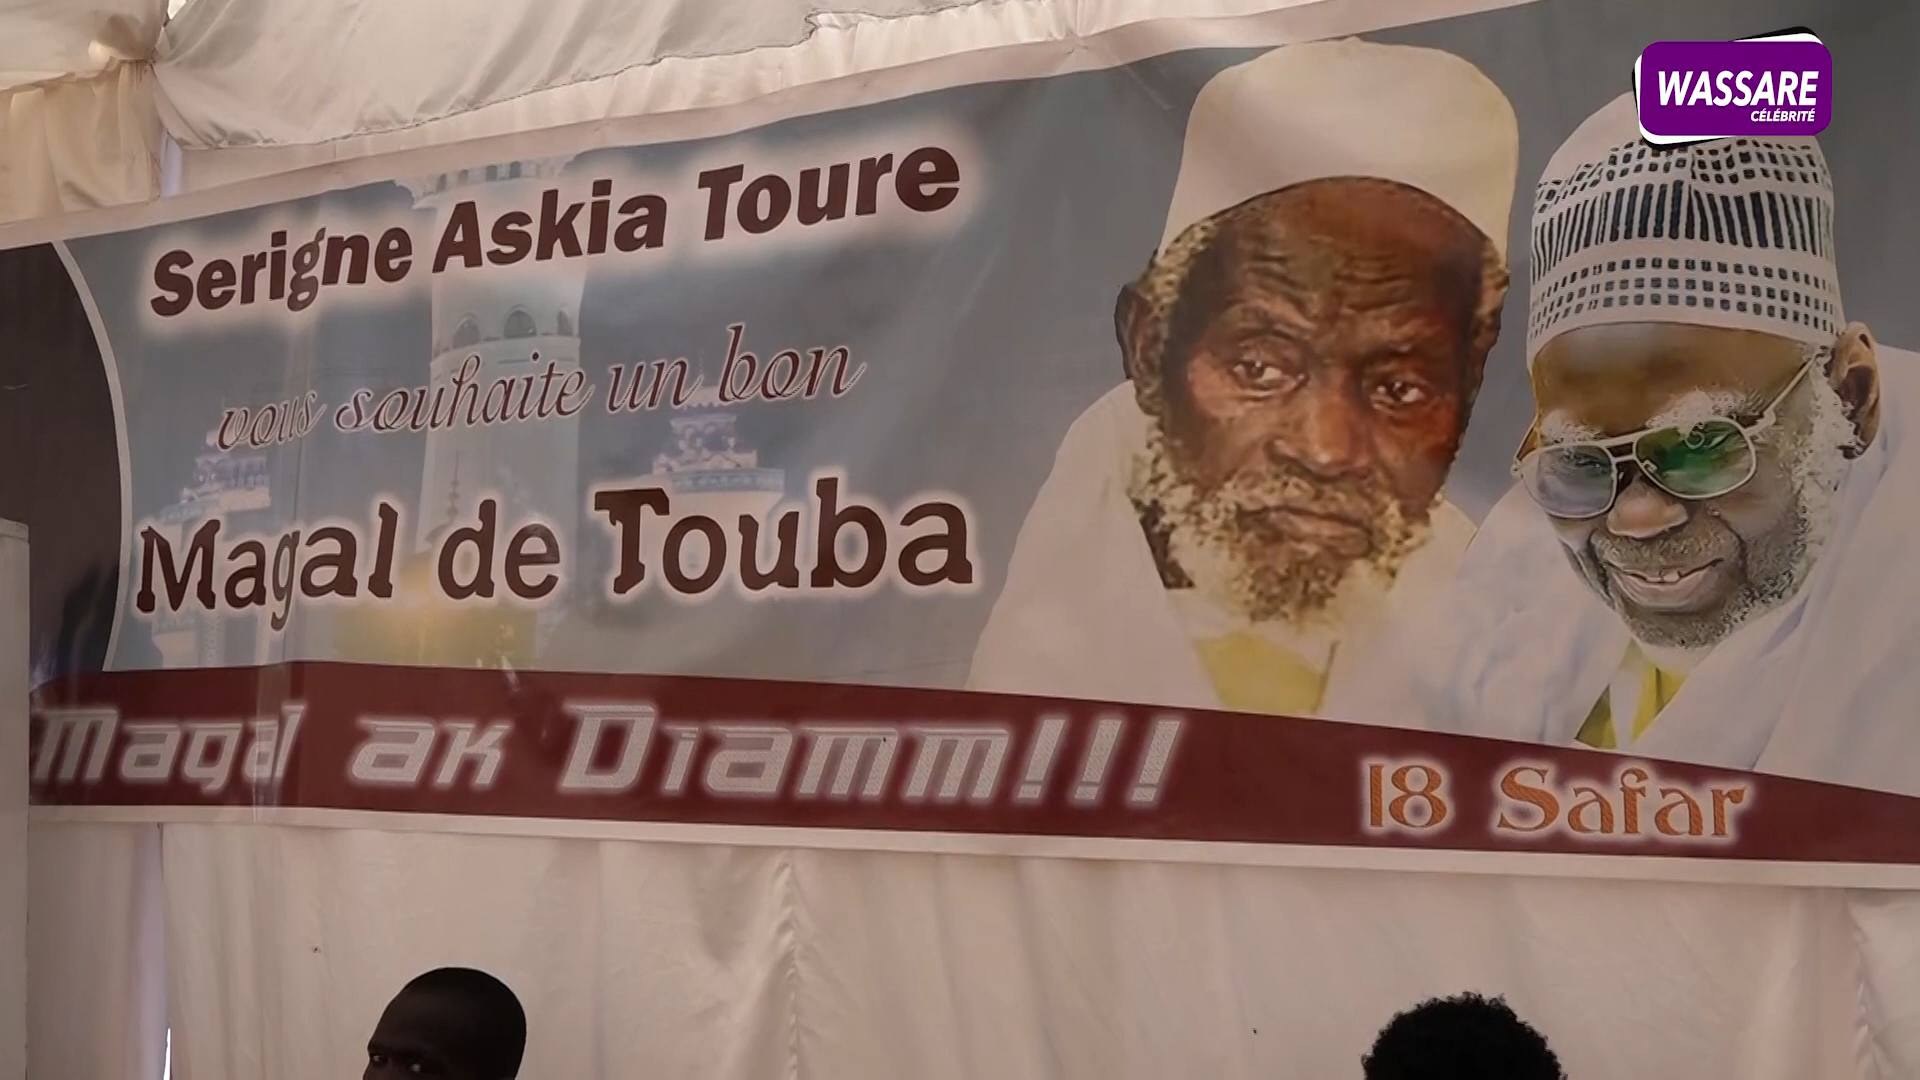 WASSARE
CÉLÉBRITÉ
Serigne Askia Toure
vous souhaite un bon
Magal de Touba
Magal ak Diamm!!!
18 Safar